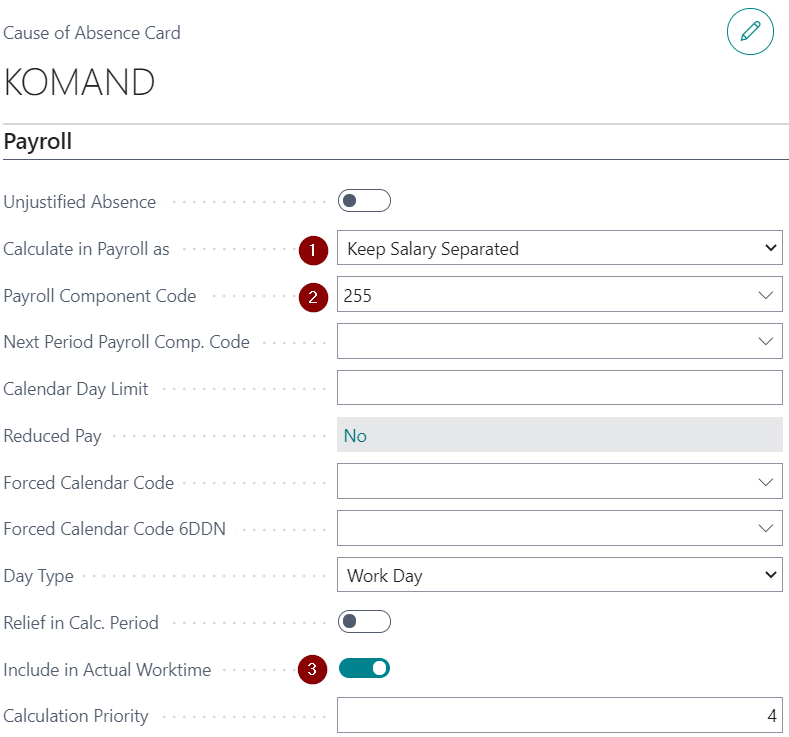 Cause of Absence Card
KOMAND
Payroll
Unjustified Absence
Calculate in Payroll as 1 Keep Salary Separated
Payroll Component Code 2 255
Next Period Payroll Comp. Code
Calendar Day Limit
Reduced Pay No
Forced Calendar Code
Forced Calendar Code 6DDN
Day Type Work Day
Relief in Calc. Period
Include in Actual Worktime 3
Calculation Priority 4